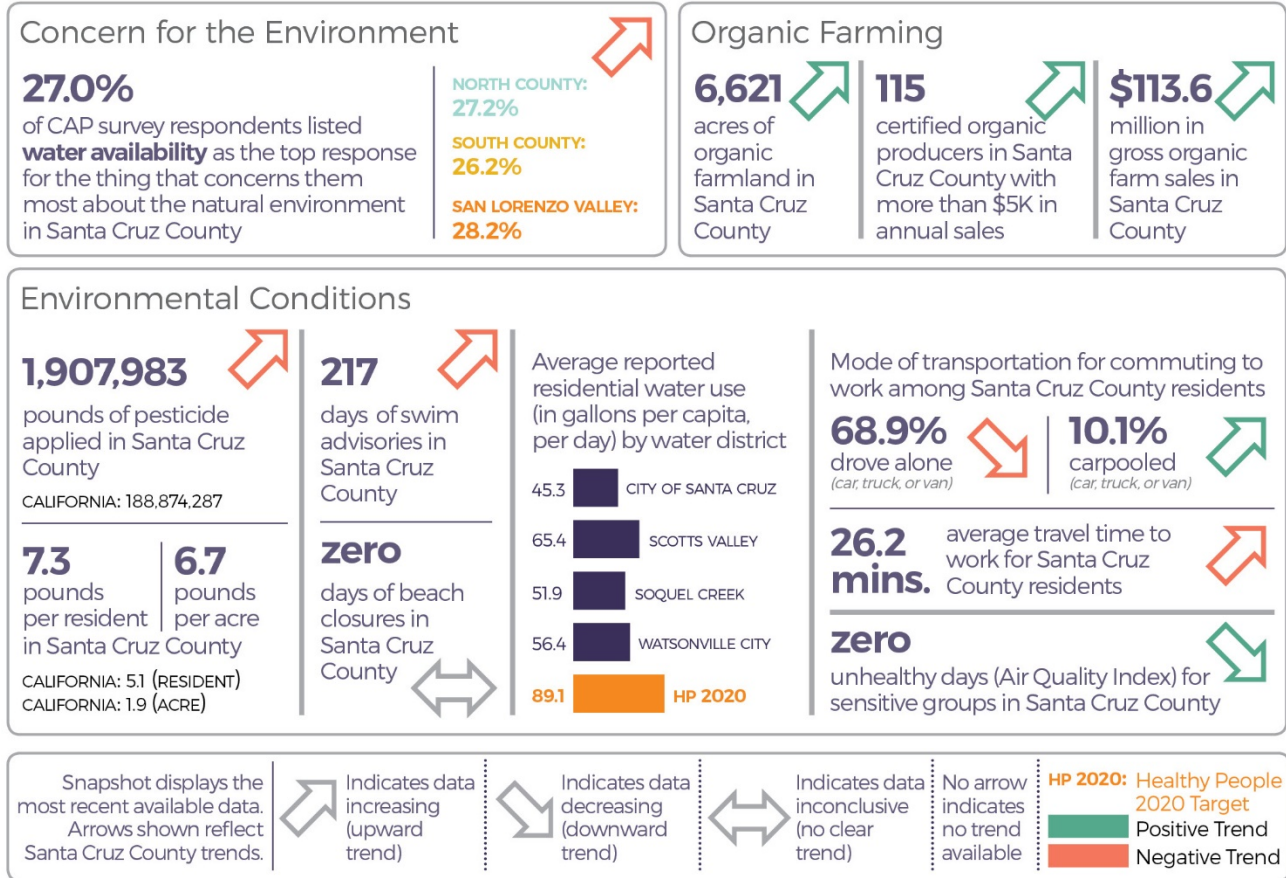 Concern for the Environment
27.0%
of CAP survey respondents listed
water availability as the top response
for the thing that concerns them
most about the natural environment
in Santa Cruz County
NORTH COUNTY:
27.2%
SOUTH COUNTY:
26.2%
SAN LORENZO VALLEY:
28.2%
Organic Farming
6,621
acres of
organic
farmland in
Santa Cruz
County
115
certified organic
producers in Santa
Cruz County with
more than $5K in
annual sales
$113.6
million in
gross organic
farm sales in
Santa Cruz
County
Environmental Conditions
1,907,983
pounds of pesticide
applied in Santa Cruz
County
CALIFORNIA: 188,874,287
7.3
pounds
per resident
6.7
pounds
per acre
in Santa Cruz County
CALIFORNIA: 5.1 (RESIDENT)
CALIFORNIA: 1.9 (ACRE)
217
days of swim
advisories in
Santa Cruz
County
zero
days of beach
closures in
Santa Cruz
County
Average reported
residential water use
(in gallons per capita,
per day) by water district
45.3 CITY OF SANTA CRUZ
65.4 SCOTTS VALLEY
51.9 SOQUEL CREEK
56.4 WATSONVILLE CITY
89.1 HP 2020
Mode of transportation for commuting to
work among Santa Cruz County residents
68.9%
drove alone
(car, truck, or van)
10.1%
carpooled
(car, truck, or van)
26.2
mins.
average travel time to
work for Santa Cruz
County residents
zero
unhealthy days (Air Quality Index) for
sensitive groups in Santa Cruz County
Snapshot displays the
most recent available data.
Arrows shown reflect
Santa Cruz County trends.
Indicates data
increasing
(upward
trend)
Indicates data
decreasing
(downward
trend)
Indicates data
inconclusive
(no clear
trend)
No arrow
indicates
no trend
available
HP 2020: Healthy People
2020 Target
Positive Trend
Negative Trend